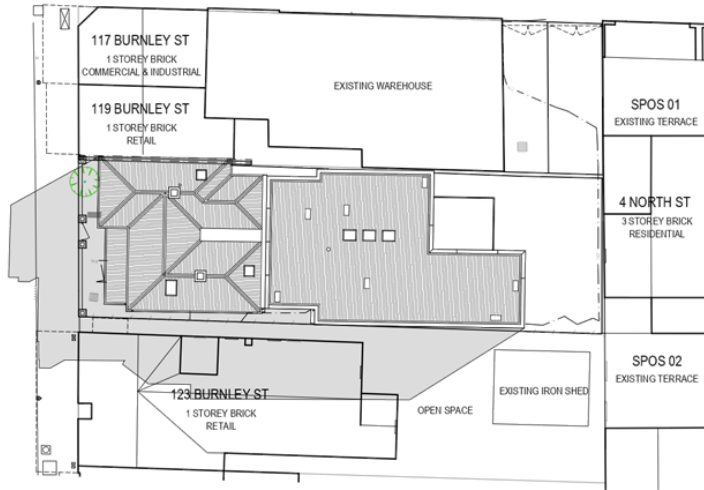 117 BURNLEY ST
1 STOREY BRICK
COMMERCIAL & INDUSTRIAL
119 BURNLEY ST
1 STOREY BRICK
RETAIL
EXISTING WAREHOUSE
SPOS 01
EXISTING TERRACE
4 NORTH ST
3 STOREY BRICK
RESIDENTIAL
123 BURNLEY ST
1 STOREY BRICK
RETAIL
OPEN SPACE
EXISTING IRON SHED
SPOS 02
EXISTING TERRACE